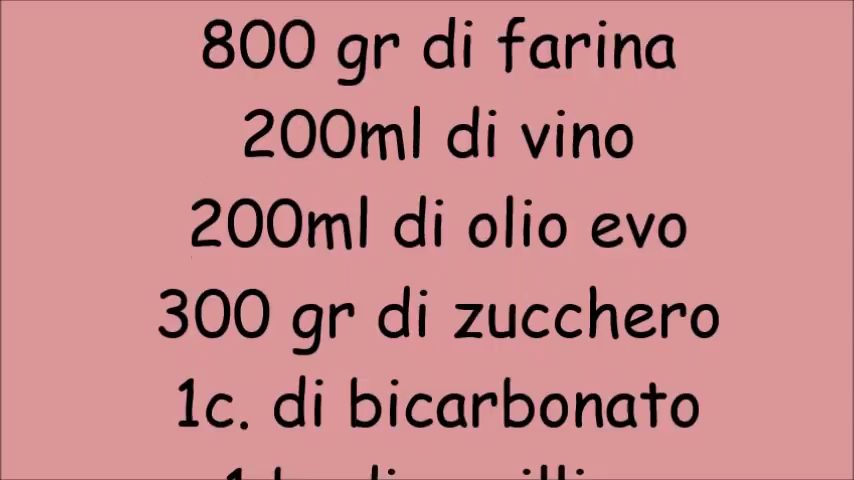 800 gr di farina
200ml di vino
200ml di olio evo
300 gr di zucchero
1c. di bicarbonato